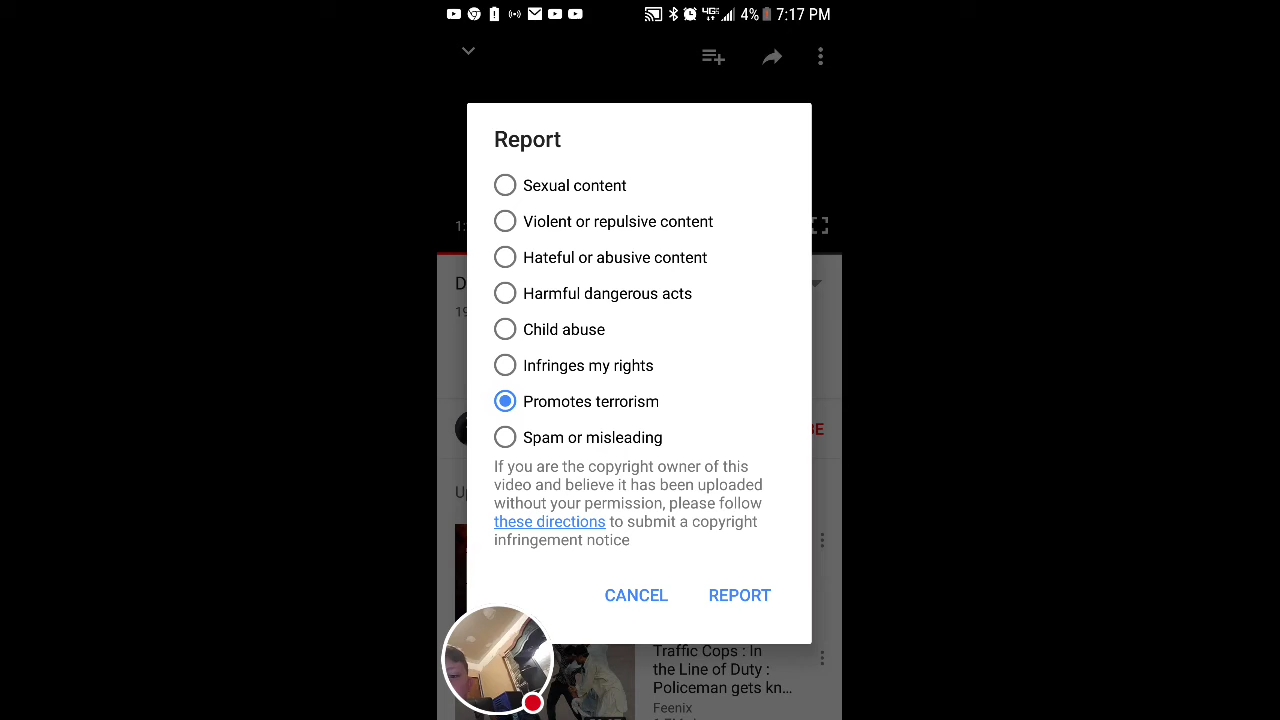 4GE 4% 7:17 PM
Report
Sexual content
Violent or repulsive content
Hateful or abusive content
Harmful dangerous acts
Child abuse
Infringes my rights
Promotes terrorism
Spam or misleading
If you are the copyright owner of this
video and believe it has been uploaded
without your permission, please follow
these directions to submit a copyright
infringement notice
CANCEL REPORT
Traffic Cops : In
the Line of Duty :
Policeman gets kn...
Feenix